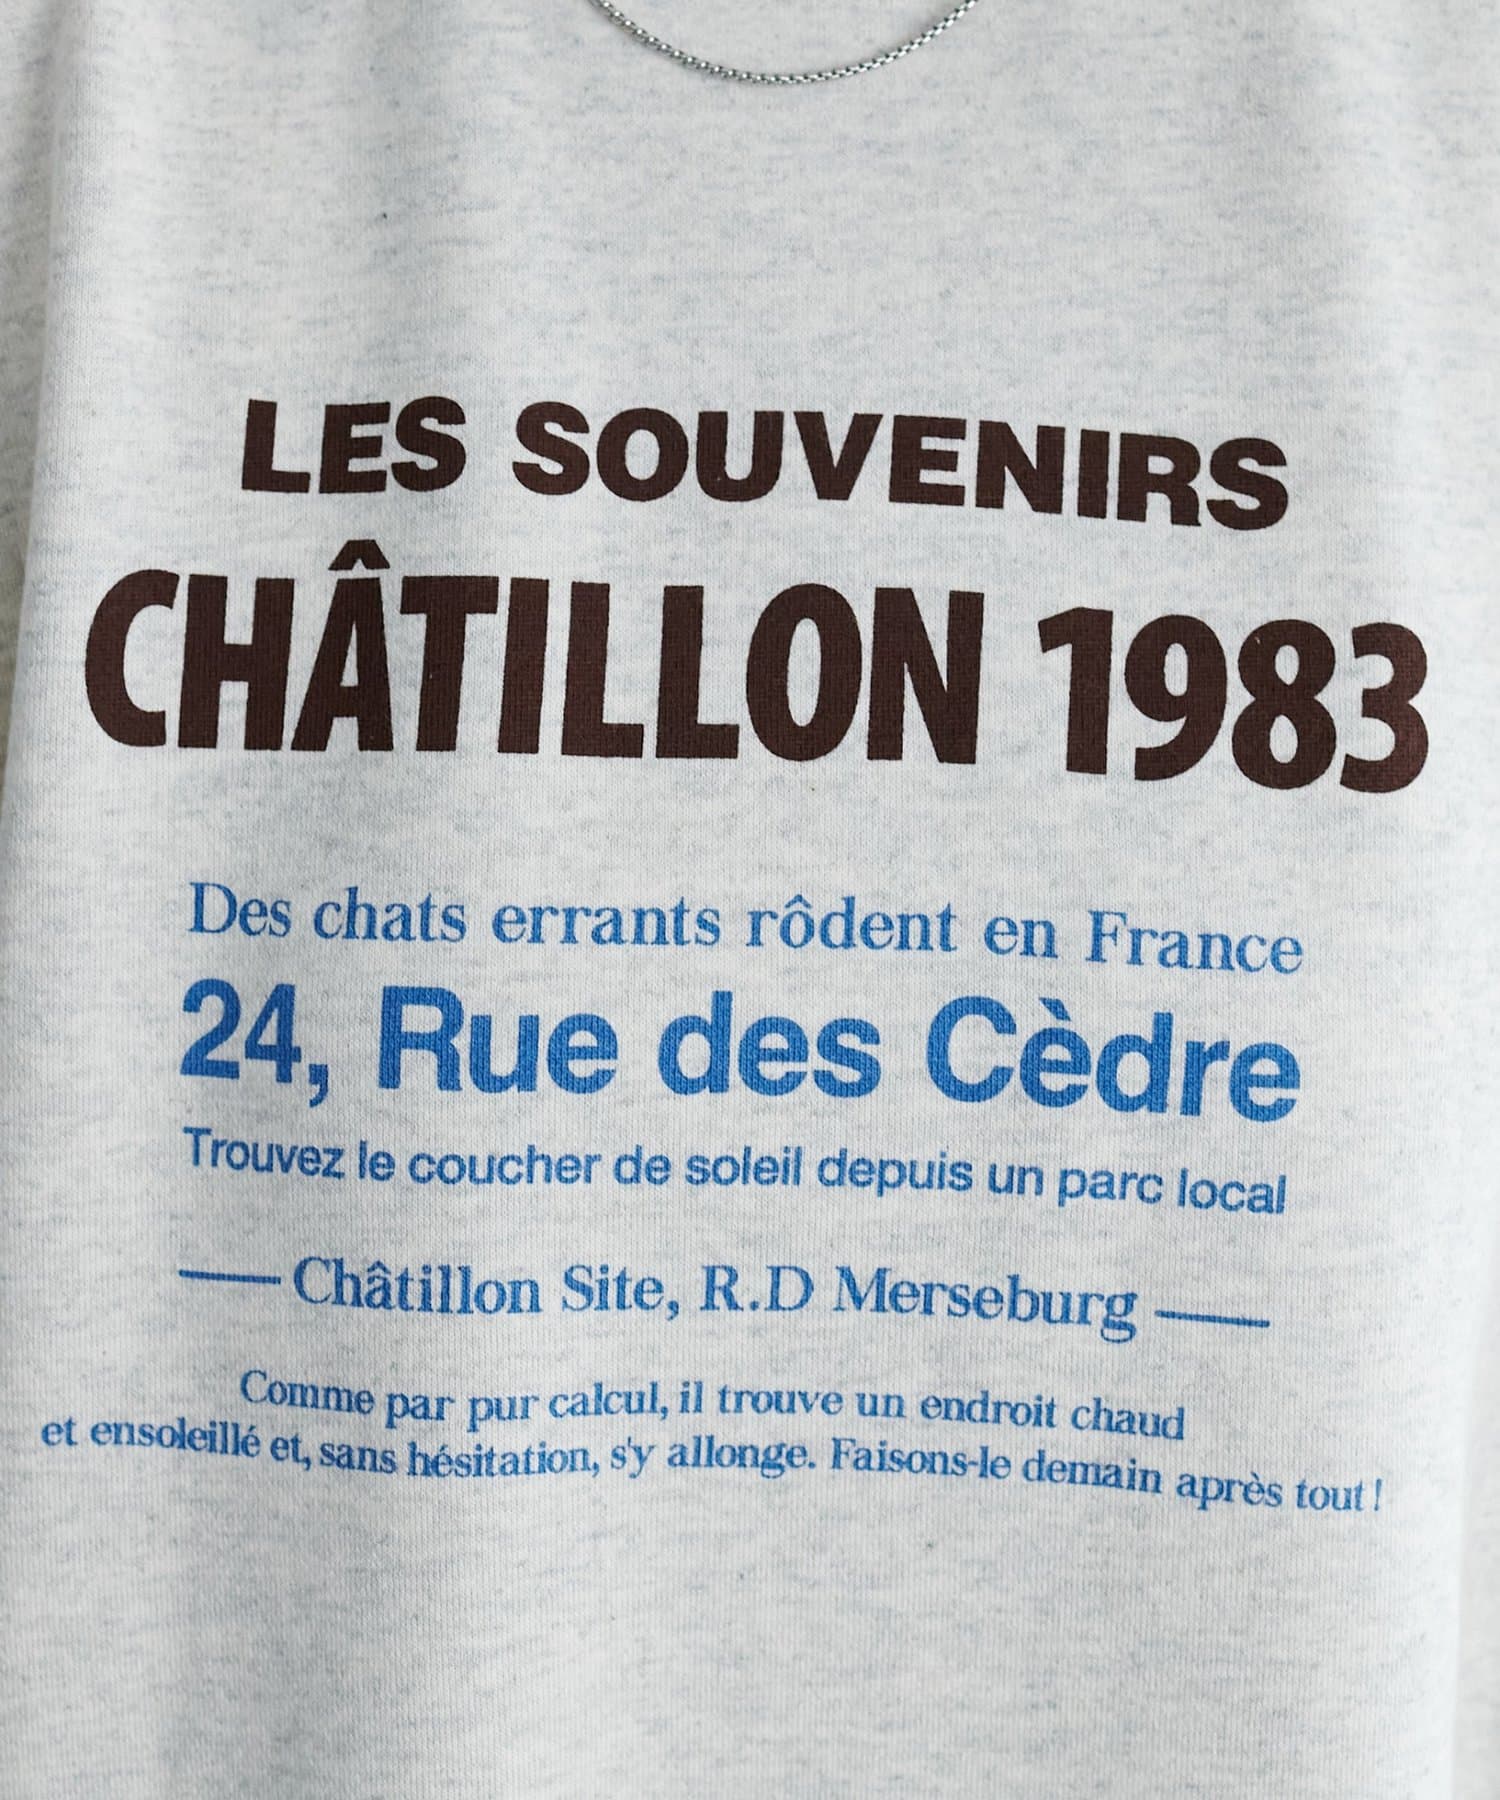 LES SOUVENIRS
CHÂTILLON 1983
Des chats errants rôdent en France
24, Rue des Cèdre
Trouvez le coucher de soleil depuis un parc local
— Châtillon Site, R.D Merseburg —
Comme par pur calcul, il trouve un endroit chaud
et ensoleillé et, sans hésitation, s'y allonge. Faisons-le demain après tout !